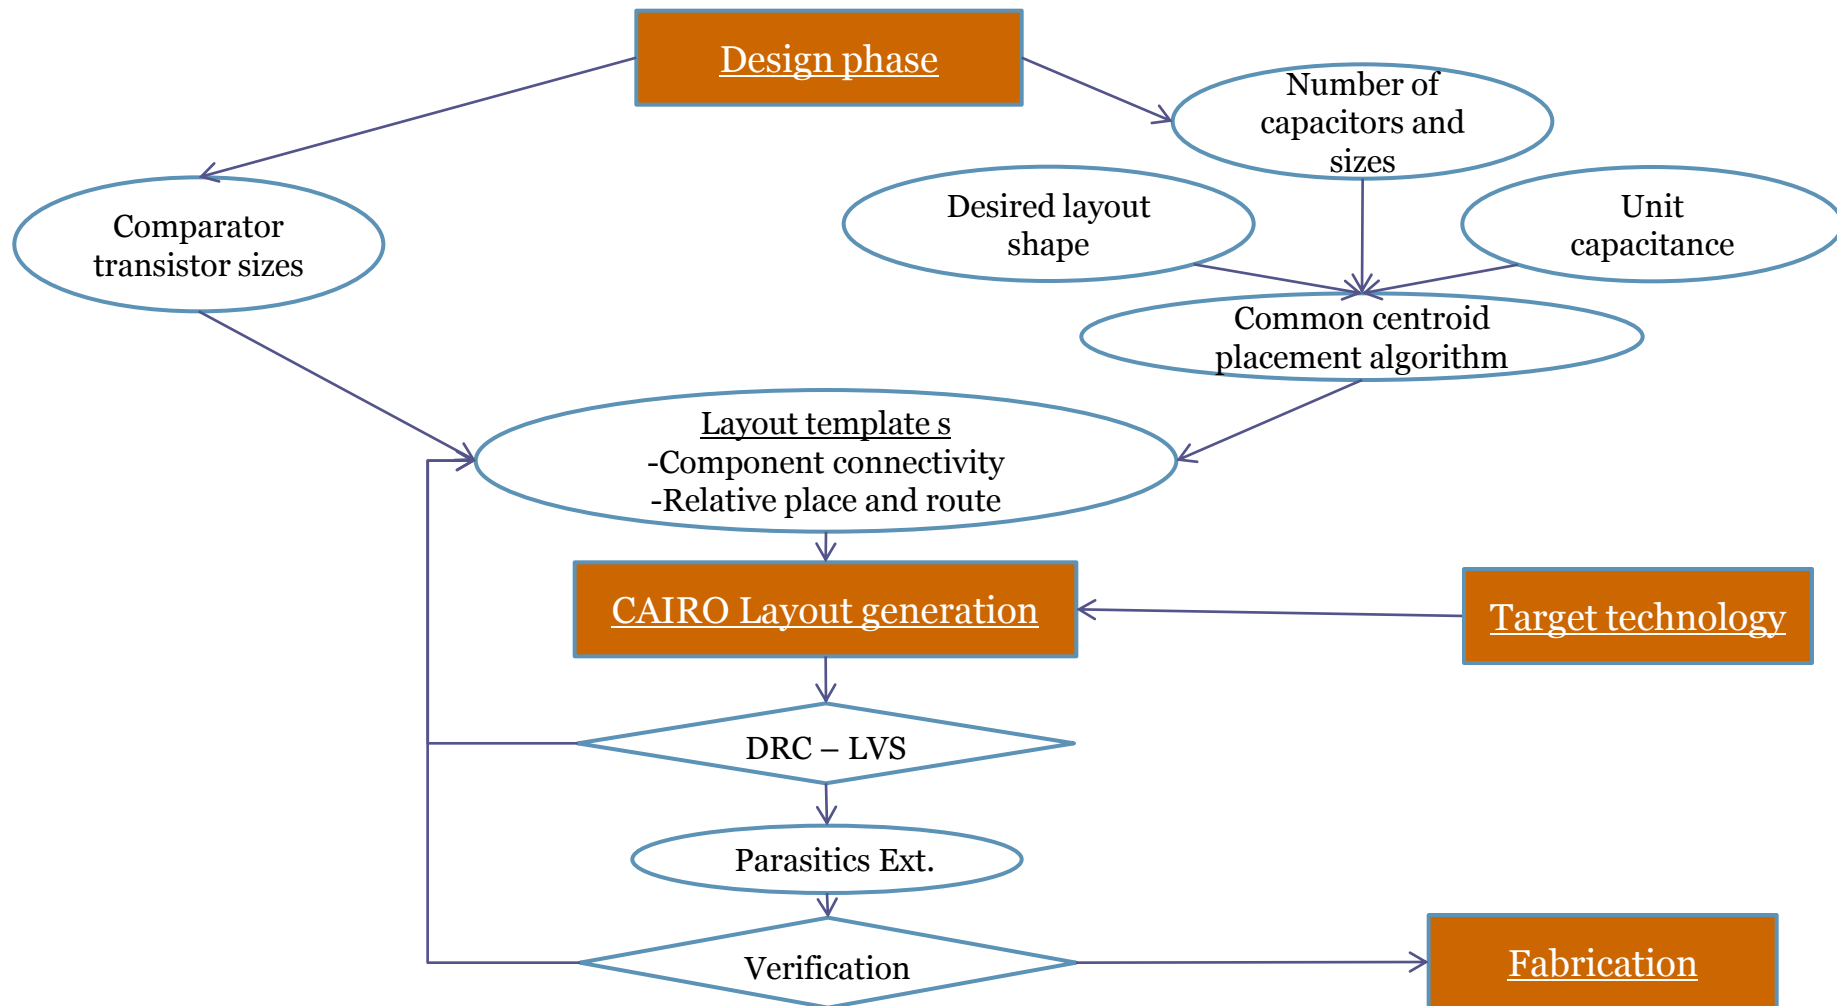 Design phase
Number of
capacitors and
sizes
Desired layout
shape
Unit
capacitance
Comparator
transistor sizes
Common centroid
placement algorithm
Layout template s
-Component connectivity
-Relative place and route
CAIRO Layout generation
Target technology
DRC – LVS
Parasitics Ext.
Verification
Fabrication